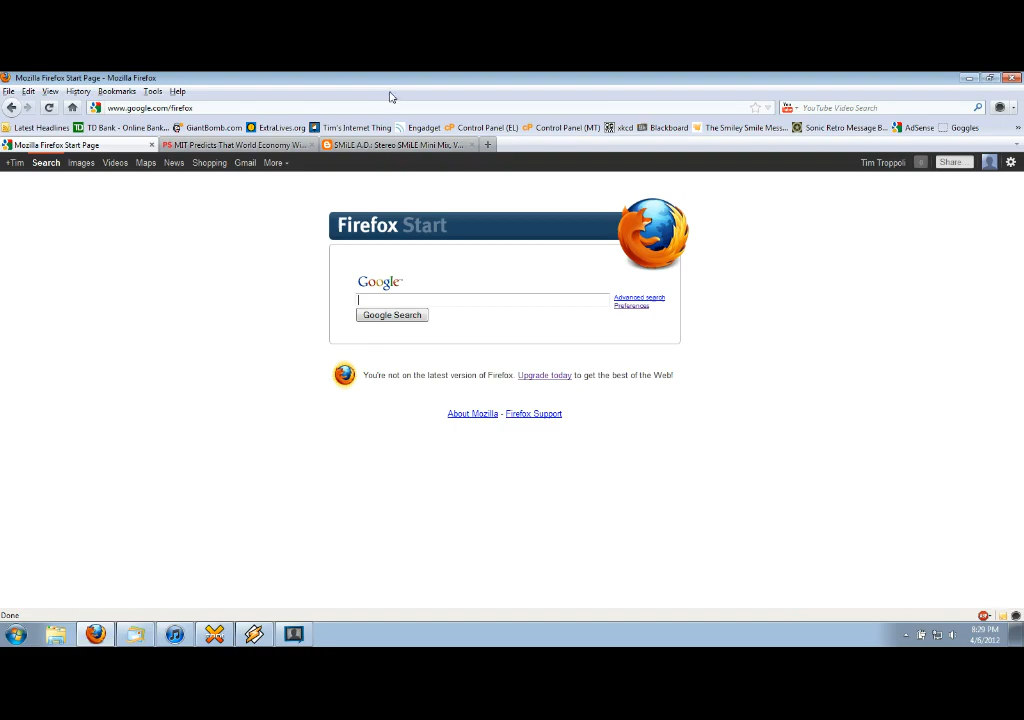 Mozilla Firefox Start Page - Mozilla Firefox
File Edit View History Bookmarks Tools Help
www.google.com/firefox YouTube Video Search
Latest Headlines TD Bank - Online Bank... GiantBomb.com ExtraLives.org Tim's Internet Thing Engadget cP Control Panel (EL) cP Control Panel (MT) xkcd Blackboard The Smiley Smile Mess... Sonic Retro Message B... AdSense Goggles »
Mozilla Firefox Start Page PS MIT Predicts That World Economy Wi... SMiLE A.D.: Stereo SMiLE Mini Mix, V... +
+Tim Search Images Videos Maps News Shopping Gmail More Tim Troppoli Share...
Firefox Start
Google™
Advanced search
Preferences
Google Search
You're not on the latest version of Firefox. Upgrade today to get the best of the Web!
About Mozilla - Firefox Support
Done
8:29 PM
4/6/2012